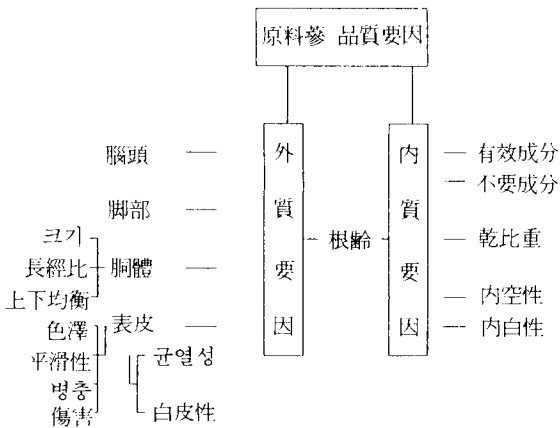 原料蔘 品質要因
外質要因
內質要因
根齡
腦頭
脚部
胴體
크기
長經比
上下均衡
表皮
色澤
平滑性
병충
傷害
균열성
白皮性
有效成分
不要成分
乾比重
内空性
内白性